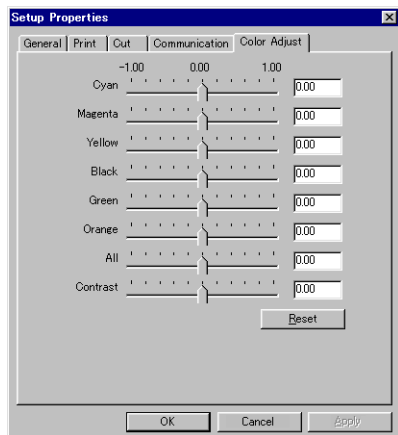 Setup Properties
General Print Cut Communication Color Adjust
-1.00 0.00 1.00
Cyan 0.00
Magenta 0.00
Yellow 0.00
Black 0.00
Green 0.00
Orange 0.00
All 0.00
Contrast 0.00
Reset
OK Cancel Apply